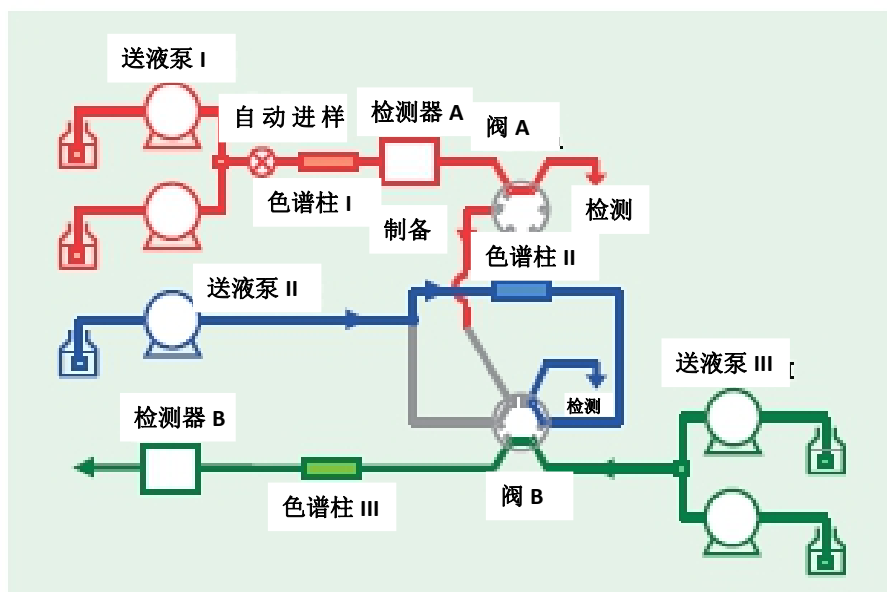 送液泵 I
自动进样
检测器 A
阀 A
色谱柱 I
制备
检测
色谱柱 II
送液泵 II
送液泵 III
检测器 B
检测
色谱柱 III
阀 B